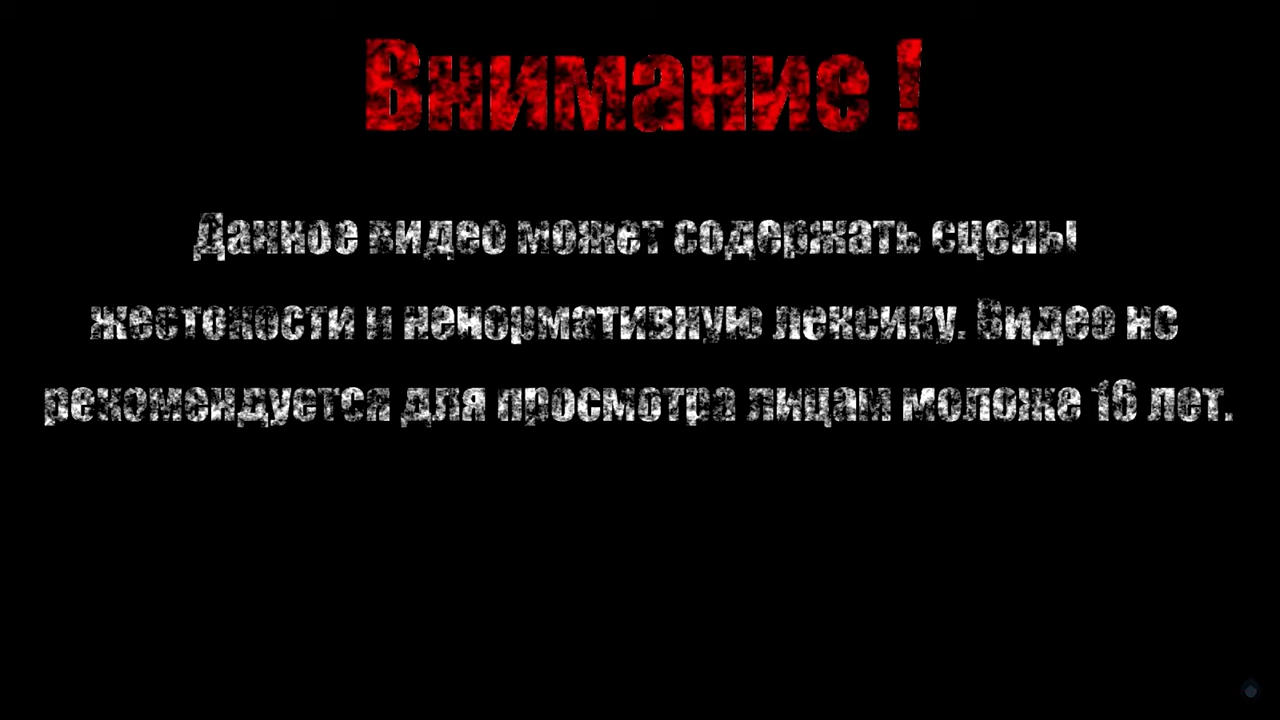 Внимание !
Данное видео может содержать сцены
жестокости и ненормативную лексику. Видео не
рекомендуется для просмотра лицам моложе 16 лет.